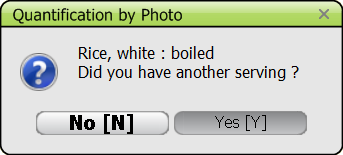 Quantification by Photo
Rice, white : boiled
Did you have another serving ?
No [N] Yes [Y]